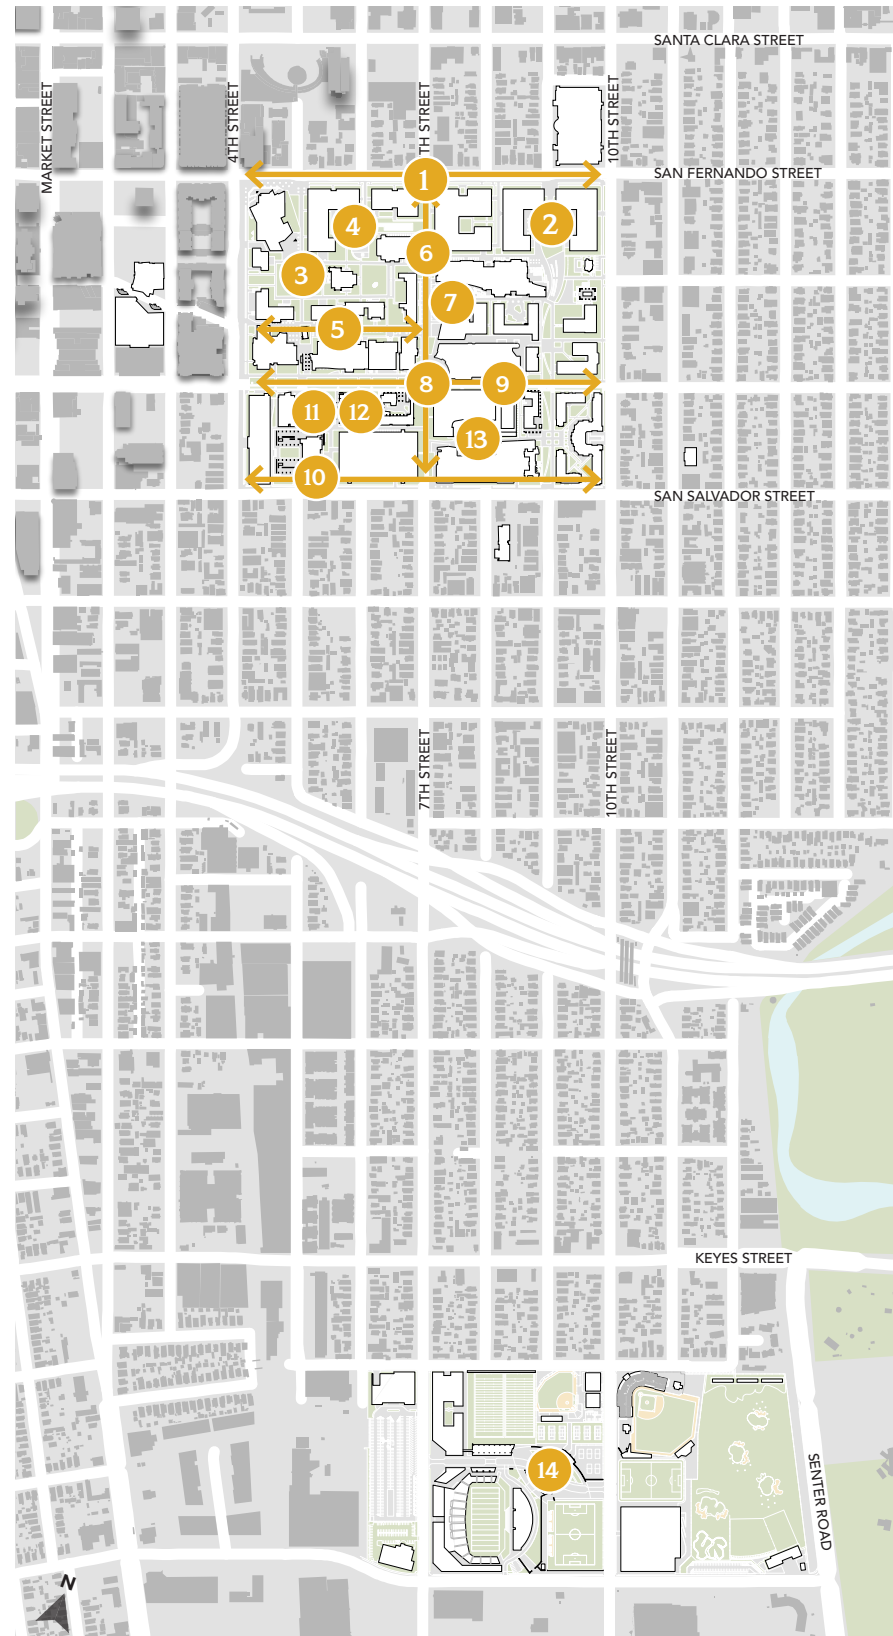 SANTA CLARA STREET
MARKET STREET
4TH STREET
TH STREET
10TH STREET
SAN FERNANDO STREET
1
2
4
6
3
7
5
8
9
11
12
13
10
SAN SALVADOR STREET
7TH STREET
10TH STREET
KEYES STREET
14
SENTER ROAD
N